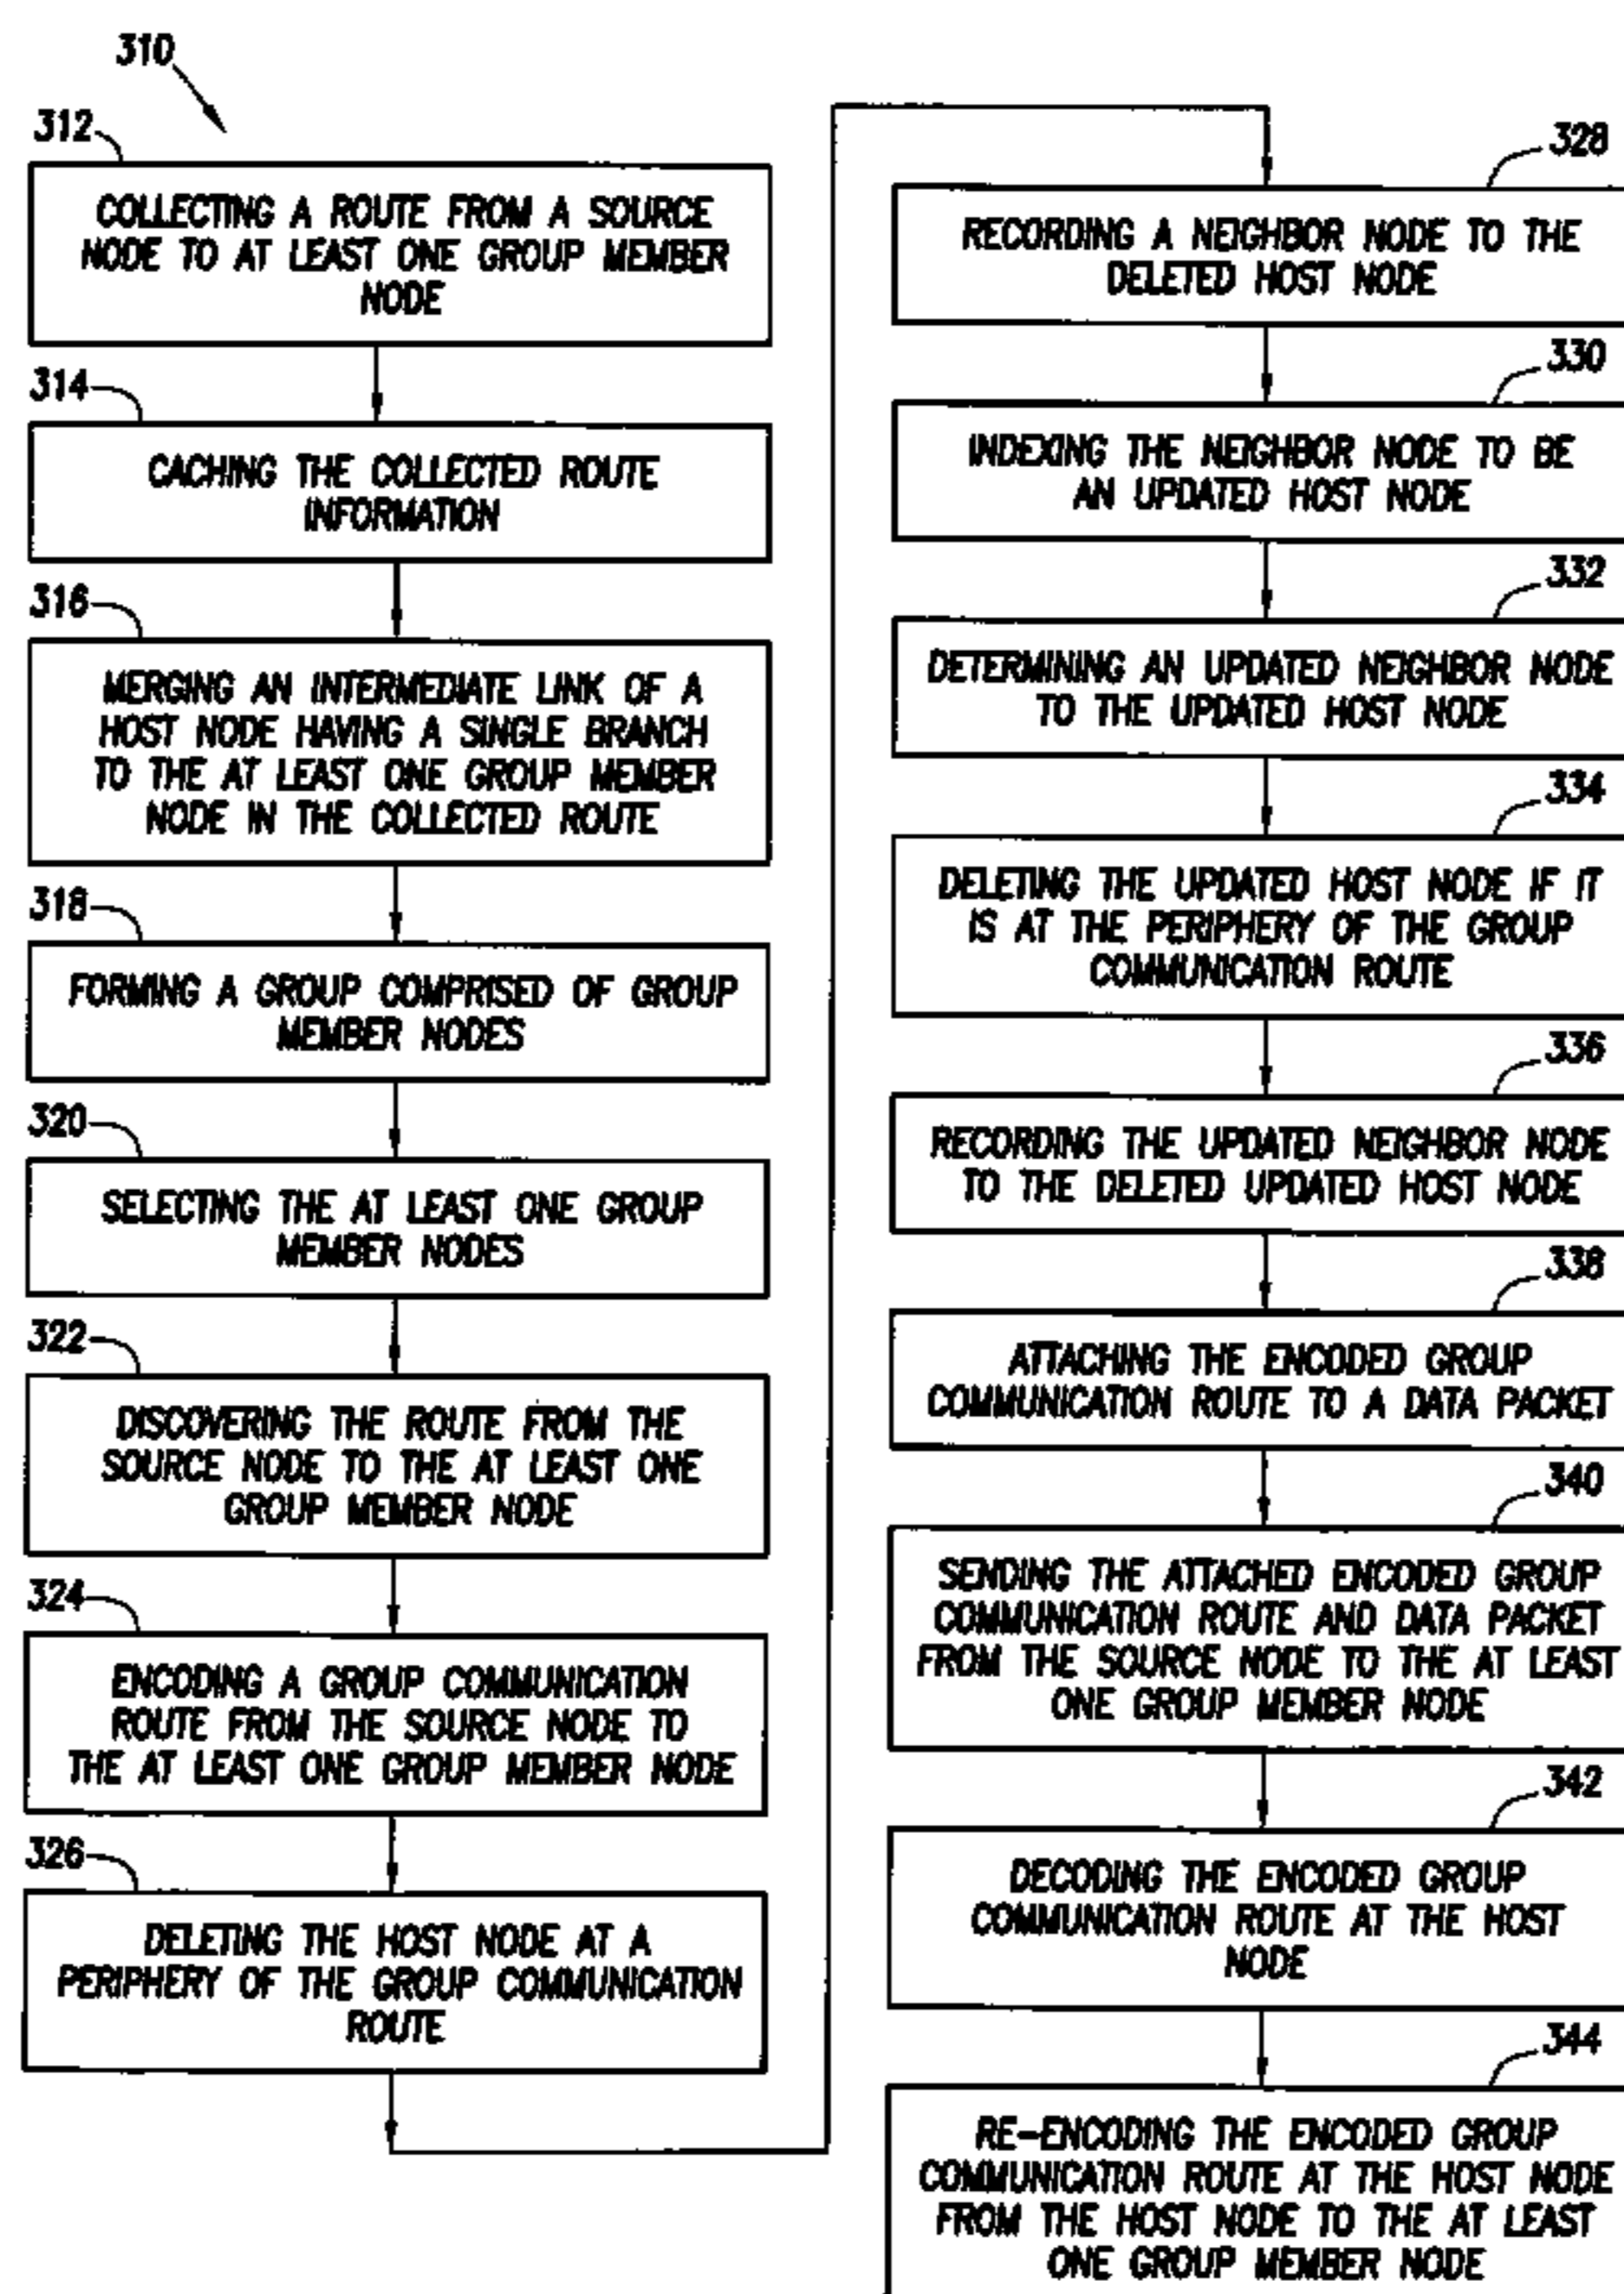 310
312
COLLECTING A ROUTE FROM A SOURCE
NODE TO AT LEAST ONE GROUP MEMBER
NODE
314
CACHING THE COLLECTED ROUTE
INFORMATION
316
MERGING AN INTERMEDIATE LINK OF A
HOST NODE HAVING A SINGLE BRANCH
TO THE AT LEAST ONE GROUP MEMBER
NODE IN THE COLLECTED ROUTE
318
FORMING A GROUP COMPRISED OF GROUP
MEMBER NODES
320
SELECTING THE AT LEAST ONE GROUP
MEMBER NODES
322
DISCOVERING THE ROUTE FROM THE
SOURCE NODE TO THE AT LEAST ONE
GROUP MEMBER NODE
324
ENCODING A GROUP COMMUNICATION
ROUTE FROM THE SOURCE NODE TO
THE AT LEAST ONE GROUP MEMBER NODE
326
DELETING THE HOST NODE AT A
PERIPHERY OF THE GROUP COMMUNICATION
ROUTE
328
RECORDING A NEIGHBOR NODE TO THE
DELETED HOST NODE
330
INDEXING THE NEIGHBOR NODE TO BE
AN UPDATED HOST NODE
332
DETERMINING AN UPDATED NEIGHBOR NODE
TO THE UPDATED HOST NODE
334
DELETING THE UPDATED HOST NODE IF IT
IS AT THE PERIPHERY OF THE GROUP
COMMUNICATION ROUTE
336
RECORDING THE UPDATED NEIGHBOR NODE
TO THE DELETED UPDATED HOST NODE
338
ATTACHING THE ENCODED GROUP
COMMUNICATION ROUTE TO A DATA PACKET
340
SENDING THE ATTACHED ENCODED GROUP
COMMUNICATION ROUTE AND DATA PACKET
FROM THE SOURCE NODE TO THE AT LEAST
ONE GROUP MEMBER NODE
342
DECODING THE ENCODED GROUP
COMMUNICATION ROUTE AT THE HOST
NODE
344
RE-ENCODING THE ENCODED GROUP
COMMUNICATION ROUTE AT THE HOST NODE
FROM THE HOST NODE TO THE AT LEAST
ONE GROUP MEMBER NODE